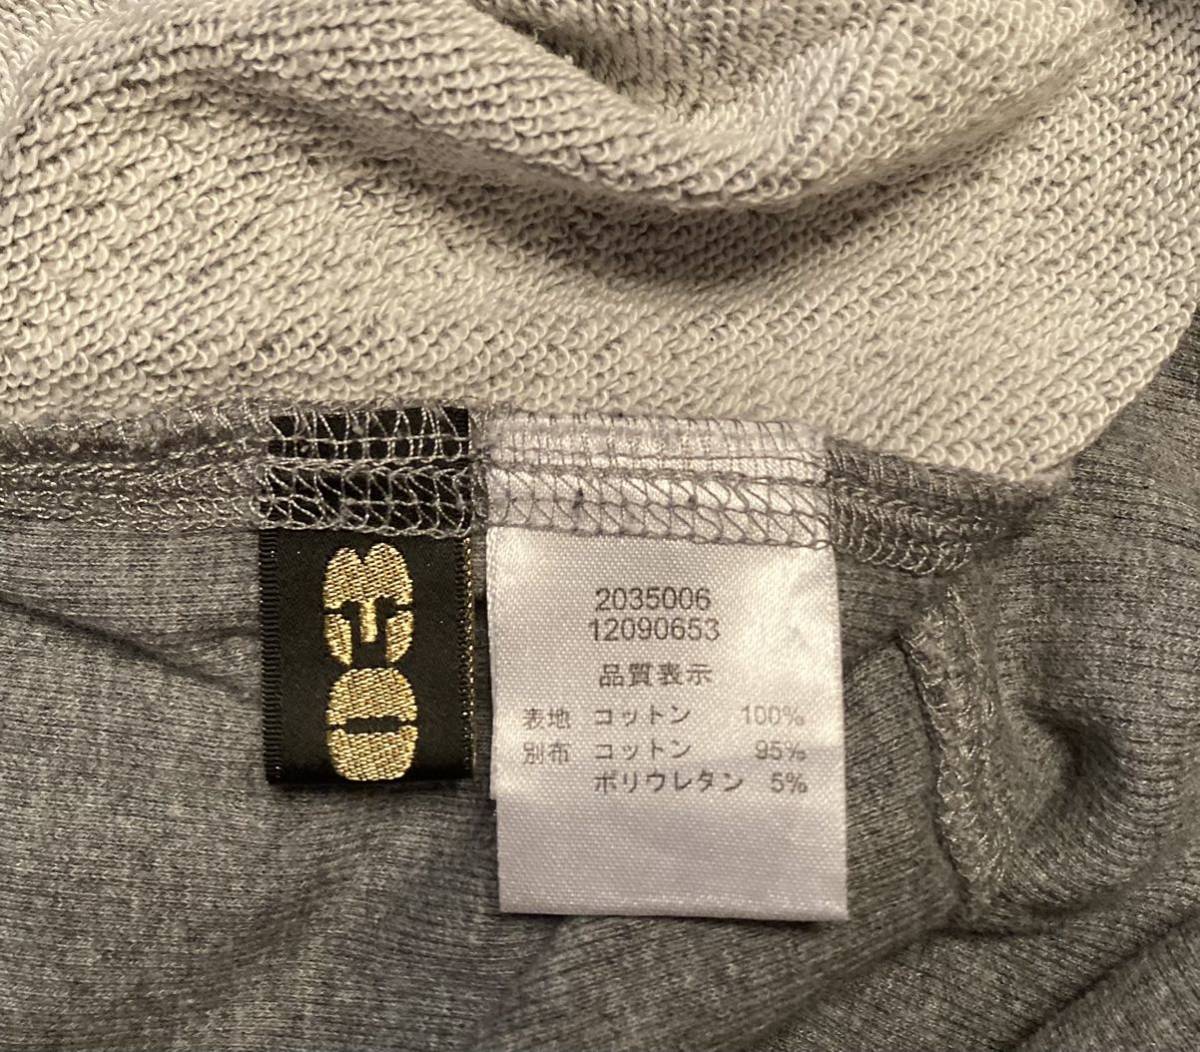 2035006
12090653
品質表示
表地 コットン 100%
別布 コットン 95%
ポリウレタン 5%